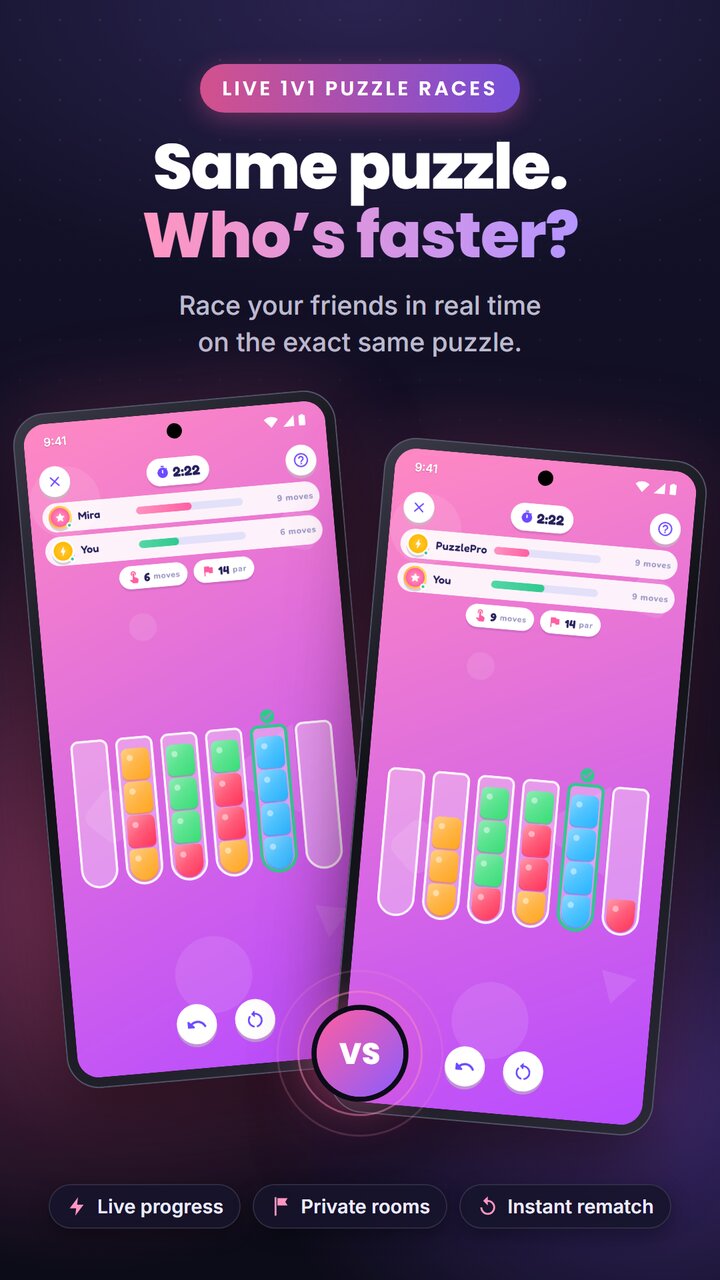 LIVE 1V1 PUZZLE RACES
Same puzzle.
Who's faster?
Race your friends in real time
on the exact same puzzle.
9:41
2:22
Mira
9 moves
You
6 moves
6 moves
14 par
9:41
2:22
PuzzlePro
9 moves
You
9 moves
9 moves
14 par
VS
Live progress
Private rooms
Instant rematch